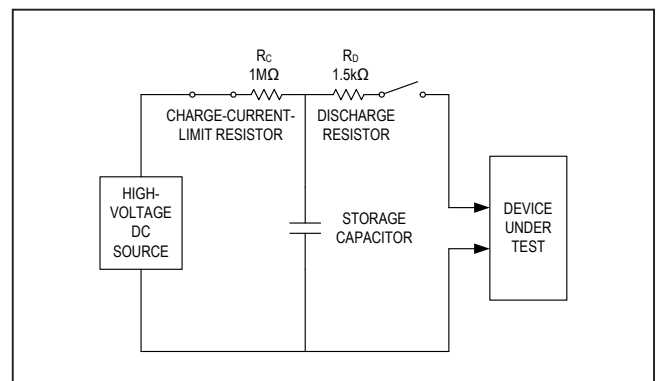 RC
1MΩ
RD
1.5kΩ
CHARGE-CURRENT-
LIMIT RESISTOR
DISCHARGE
RESISTOR
HIGH-
VOLTAGE
DC
SOURCE
STORAGE
CAPACITOR
DEVICE
UNDER
TEST